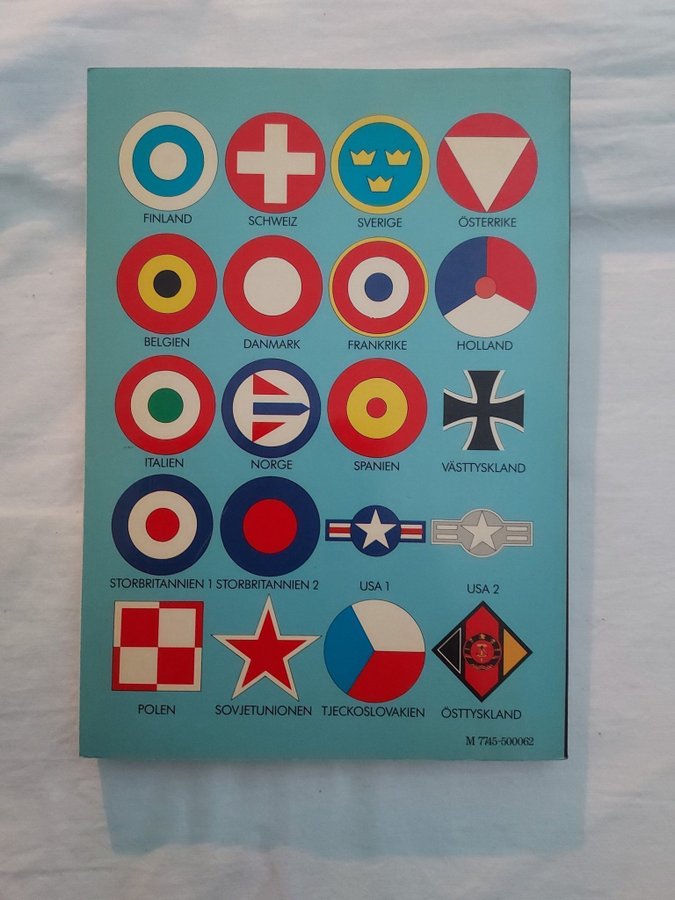 FINLAND SCHWEIZ SVERIGE ÖSTERRIKE
BELGIEN DANMARK FRANKRIKE HOLLAND
ITALIEN NORGE SPANIEN VÄSTTYSKLAND
STORBRITANNIEN 1 STORBRITANNIEN 2 USA 1 USA 2
POLEN SOVJETUNIONEN TJECKOSLOVAKIEN ÖSTTYSKLAND
M 7745-500062